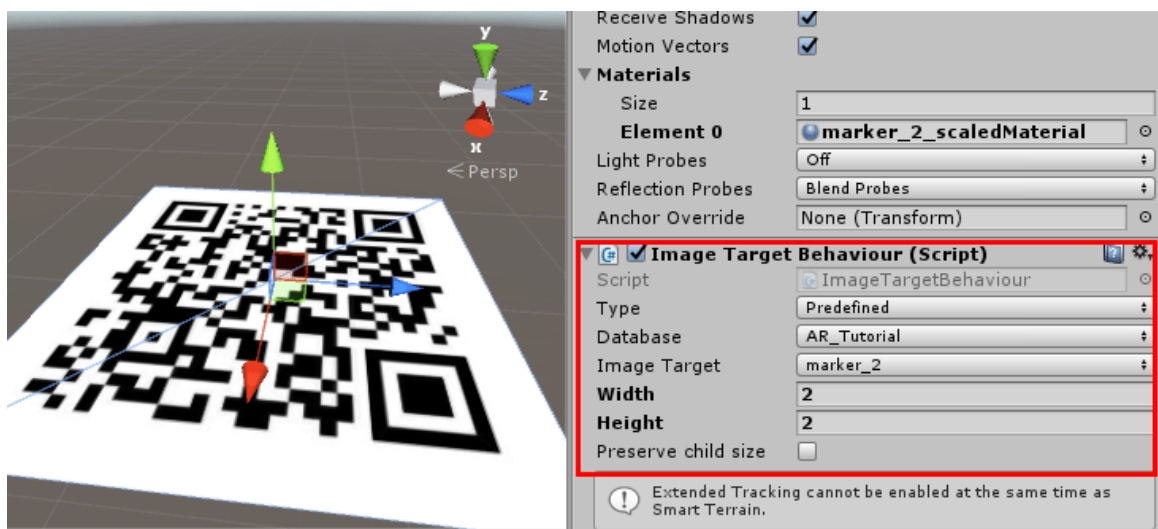 y
z
x
< Persp
Receive Shadows
Motion Vectors
Materials
Size 1
Element 0 marker_2_scaledMaterial
Light Probes Off
Reflection Probes Blend Probes
Anchor Override None (Transform)
Image Target Behaviour (Script)
Script ImageTargetBehaviour
Type Predefined
Database AR_Tutorial
Image Target marker_2
Width 2
Height 2
Preserve child size
Extended Tracking cannot be enabled at the same time as
Smart Terrain.